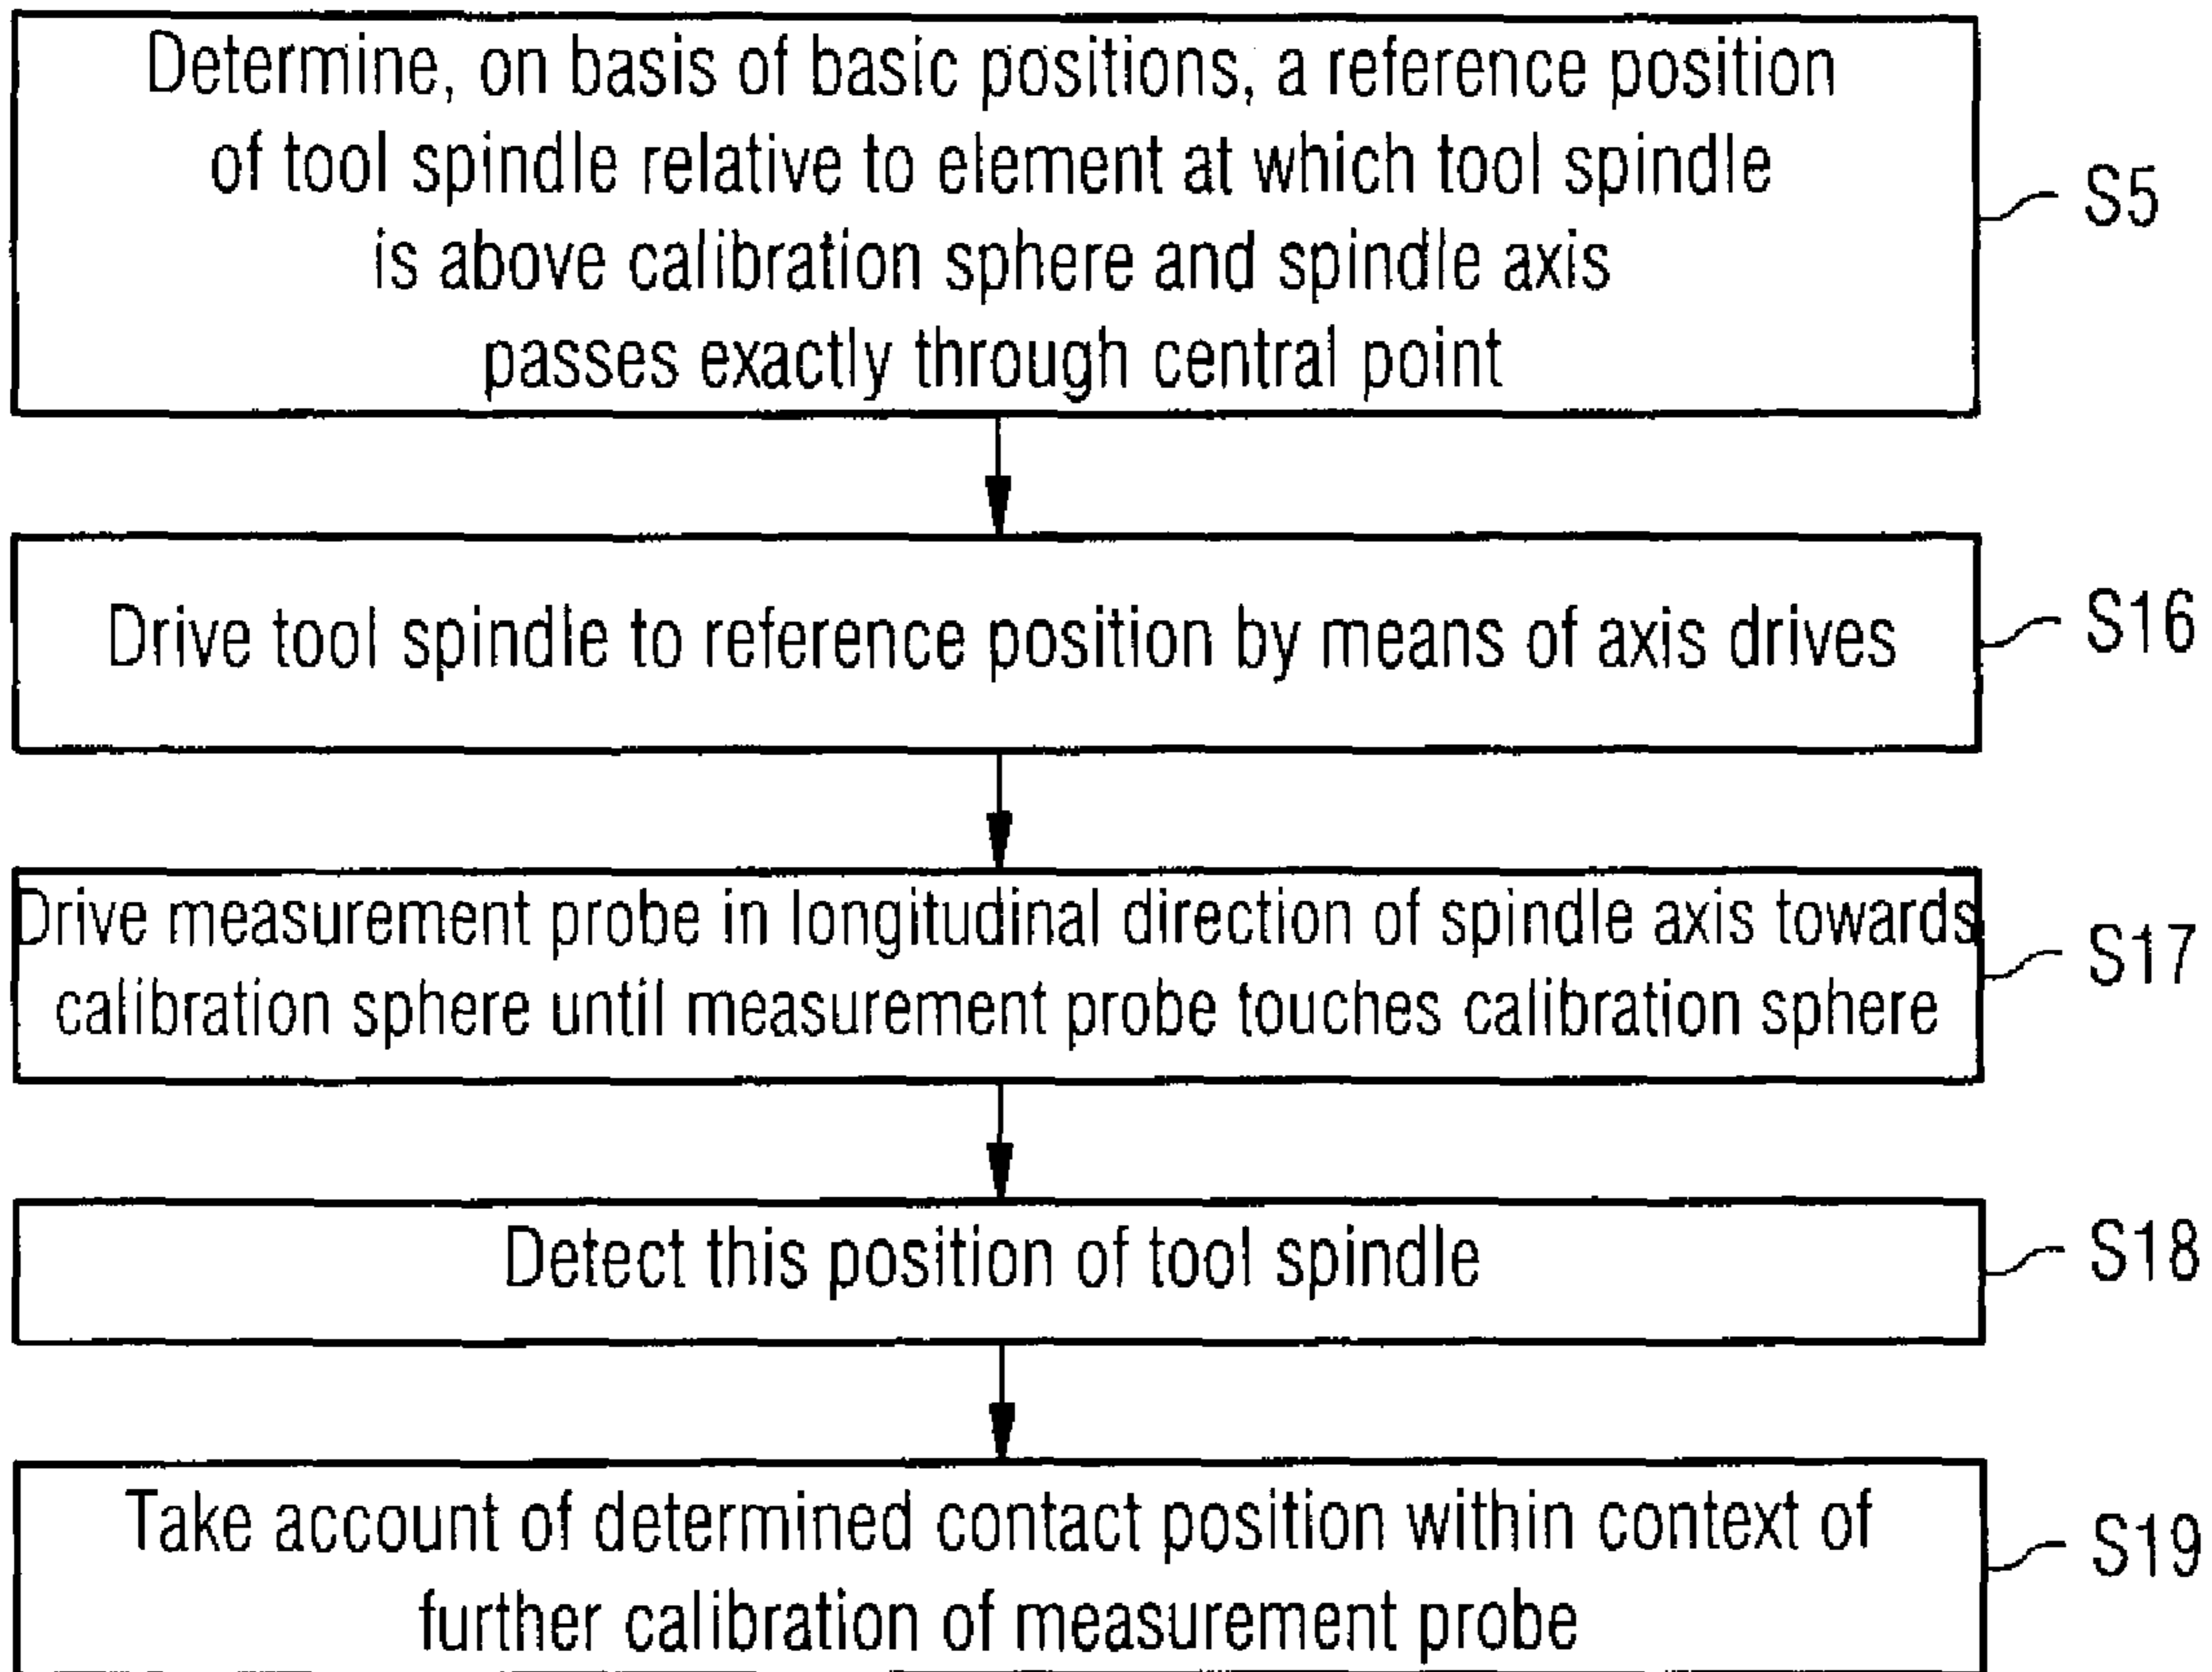 Determine, on basis of basic positions, a reference position
of tool spindle relative to element at which tool spindle
is above calibration sphere and spindle axis
passes exactly through central point
S5
Drive tool spindle to reference position by means of axis drives
S16
Drive measurement probe in longitudinal direction of spindle axis towards
calibration sphere until measurement probe touches calibration sphere
S17
Detect this position of tool spindle
S18
Take account of determined contact position within context of
further calibration of measurement probe
S19